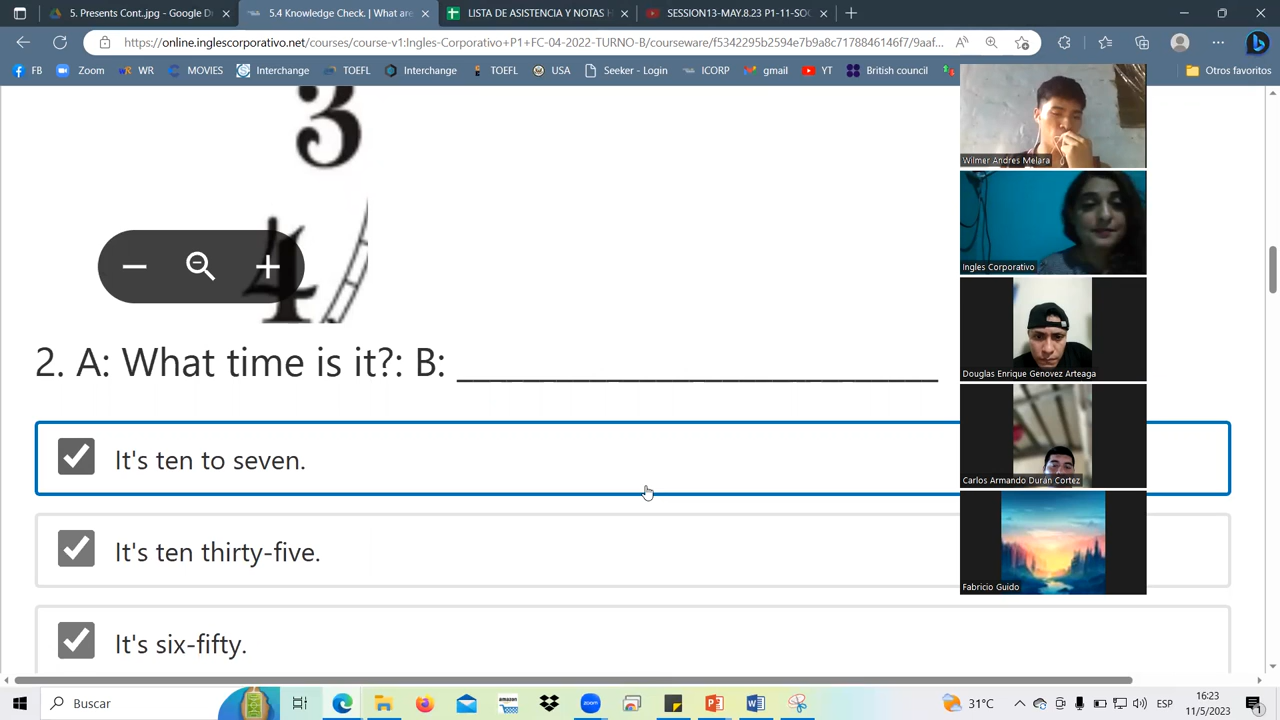 5. Presents Cont..jpg - Google Dr
5.4 Knowledge Check. | What are
LISTA DE ASISTENCIA Y NOTAS H
SESSION13-MAY.8.23 P1-11-SOC
https://online.inglescorporativo.net/courses/course-v1:Ingles-Corporativo+P1+FC-04-2022-TURNO-B/courseware/f5342295b2594e7b9a8c7178846146f7/9aaf...
FB
Zoom
WR
MOVIES
Interchange
TOEFL
Interchange
TOEFL
USA
Seeker - Login
ICORP
gmail
YT
British council
Otros favoritos
3
4
Wilmer Andres Melara
Ingles Corporativo
Douglas Enrique Genovez Arteaga
Carlos Armando Durán Cortez
Fabricio Guido
2. A: What time is it?: B: ______________________________
It's ten to seven.
It's ten thirty-five.
It's six-fifty.
Buscar
31°C
ESP
16:23
11/5/2023
1